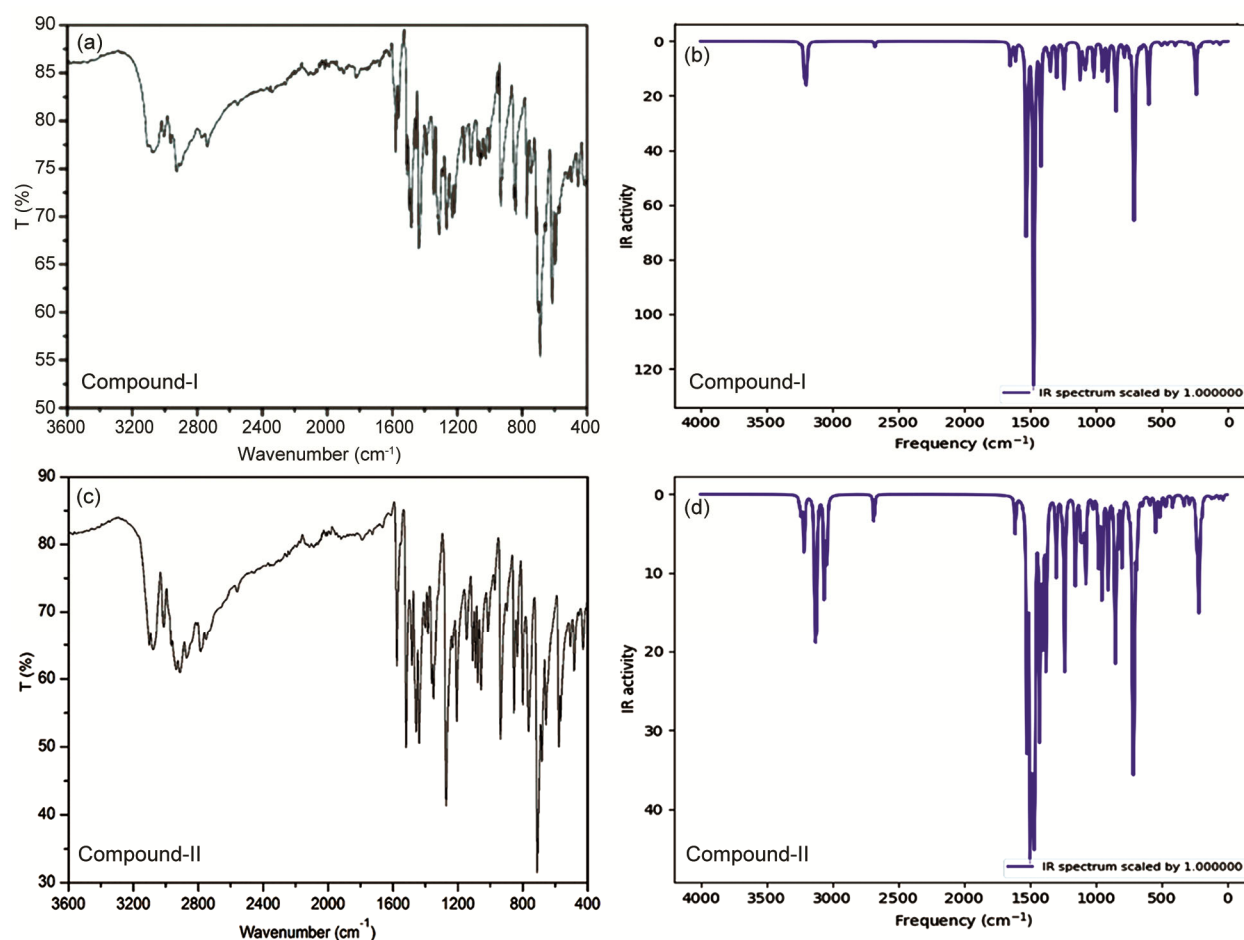 (a)
90
85
80
75
70
65
60
55
50
T (%)
Compound-I
3600 3200 2800 2400 2000 1600 1200 800 400
Wavenumber (cm⁻¹)
(b)
0
20
40
60
80
100
120
IR activity
Compound-I
IR spectrum scaled by 1.000000
4000 3500 3000 2500 2000 1500 1000 500 0
Frequency (cm⁻¹)
(c)
90
80
70
60
50
40
30
T (%)
Compound-II
3600 3200 2800 2400 2000 1600 1200 800 400
Wavenumber (cm⁻¹)
(d)
0
10
20
30
40
IR activity
Compound-II
IR spectrum scaled by 1.000000
4000 3500 3000 2500 2000 1500 1000 500 0
Frequency (cm⁻¹)